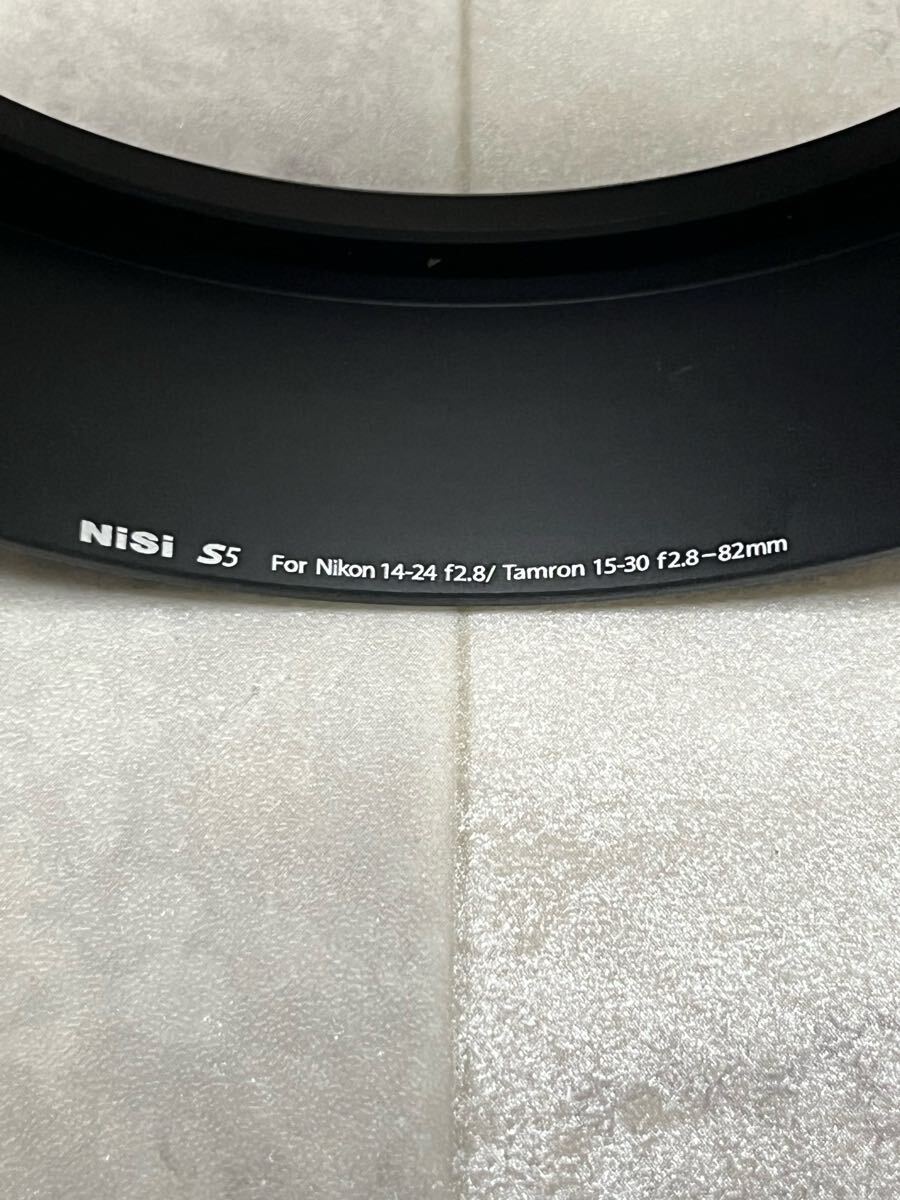 NiSi S5 For Nikon 14-24 f2.8/ Tamron 15-30 f2.8–82mm